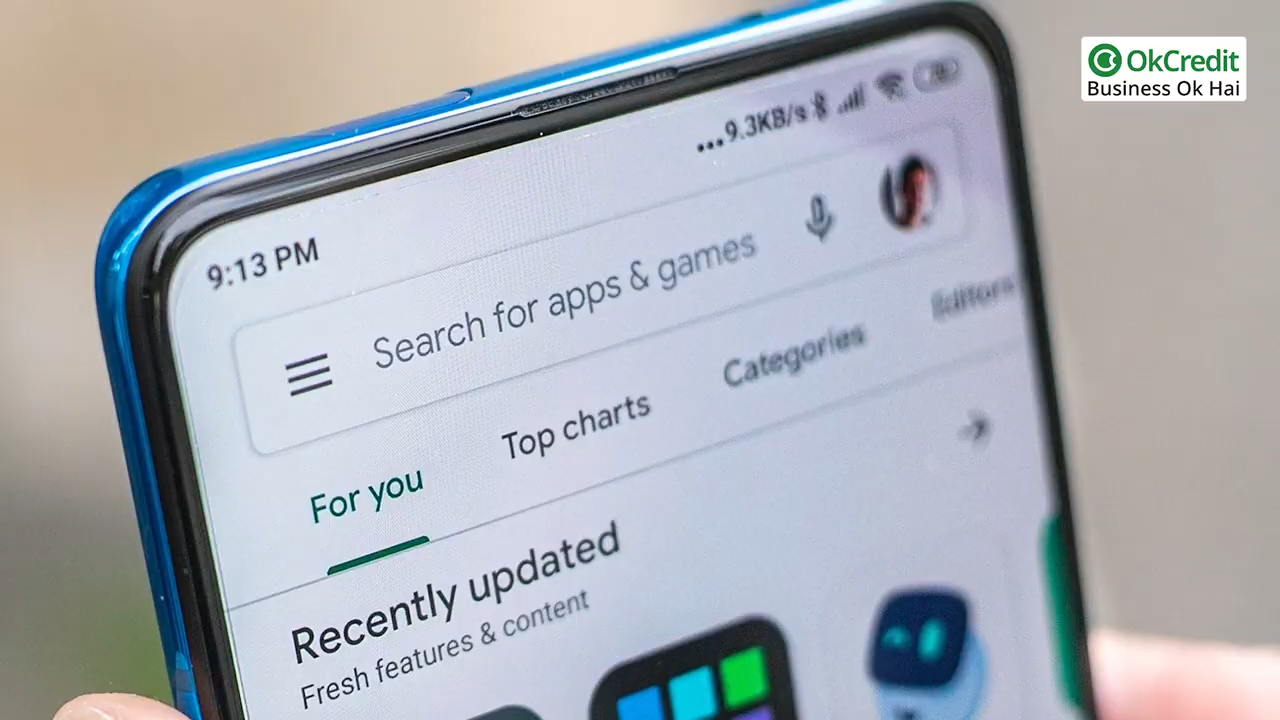 OkCredit
Business Ok Hai
...9.3KB/s
9:13 PM
Search for apps & games
For you
Top charts
Categories
Editors
Recently updated
Fresh features & content